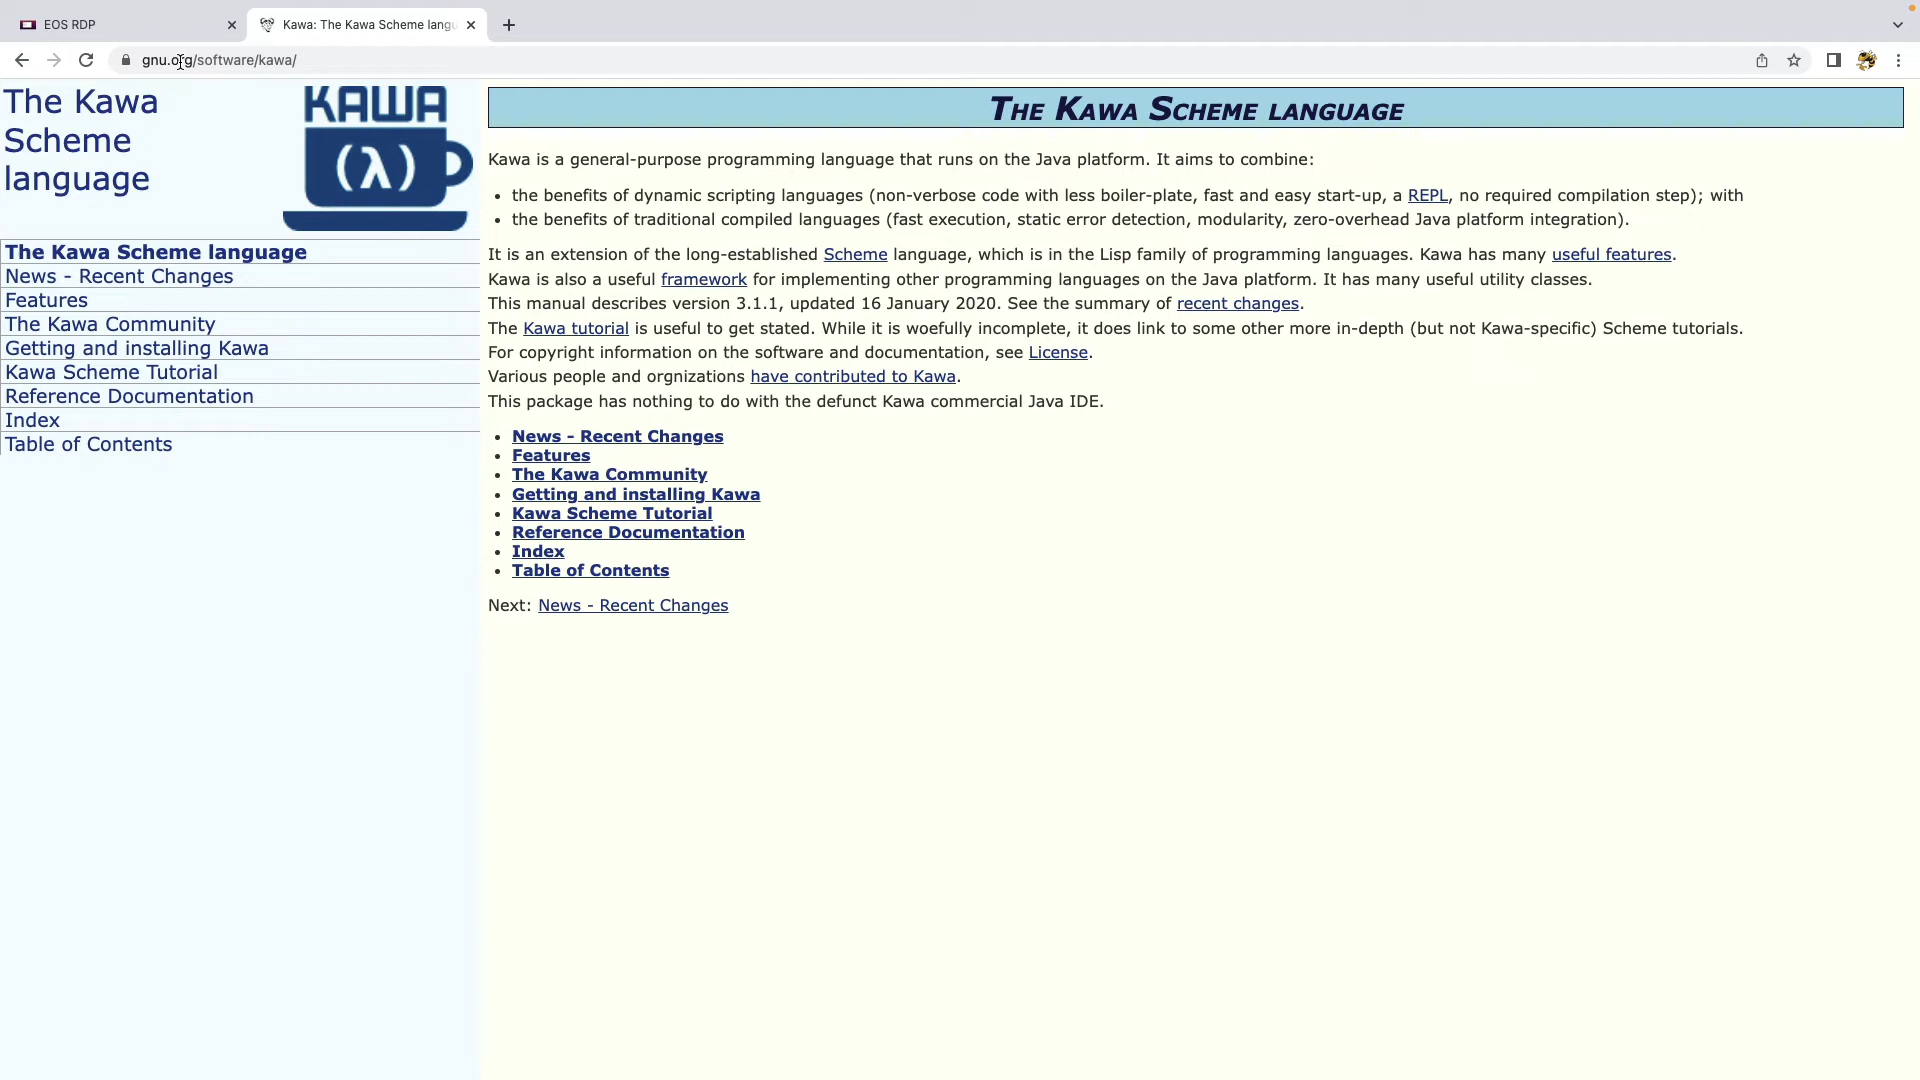 EOS RDP
Kawa: The Kawa Scheme langu
gnu.org/software/kawa/
The Kawa
Scheme
language
KAWA
(λ)
The Kawa Scheme language
News - Recent Changes
Features
The Kawa Community
Getting and installing Kawa
Kawa Scheme Tutorial
Reference Documentation
Index
Table of Contents
THE KAWA SCHEME LANGUAGE
Kawa is a general-purpose programming language that runs on the Java platform. It aims to combine:
• the benefits of dynamic scripting languages (non-verbose code with less boiler-plate, fast and easy start-up, a REPL, no required compilation step); with
• the benefits of traditional compiled languages (fast execution, static error detection, modularity, zero-overhead Java platform integration).
It is an extension of the long-established Scheme language, which is in the Lisp family of programming languages. Kawa has many useful features.
Kawa is also a useful framework for implementing other programming languages on the Java platform. It has many useful utility classes.
This manual describes version 3.1.1, updated 16 January 2020. See the summary of recent changes.
The Kawa tutorial is useful to get stated. While it is woefully incomplete, it does link to some other more in-depth (but not Kawa-specific) Scheme tutorials.
For copyright information on the software and documentation, see License.
Various people and orgnizations have contributed to Kawa.
This package has nothing to do with the defunct Kawa commercial Java IDE.
• News - Recent Changes
• Features
• The Kawa Community
• Getting and installing Kawa
• Kawa Scheme Tutorial
• Reference Documentation
• Index
• Table of Contents
Next: News - Recent Changes